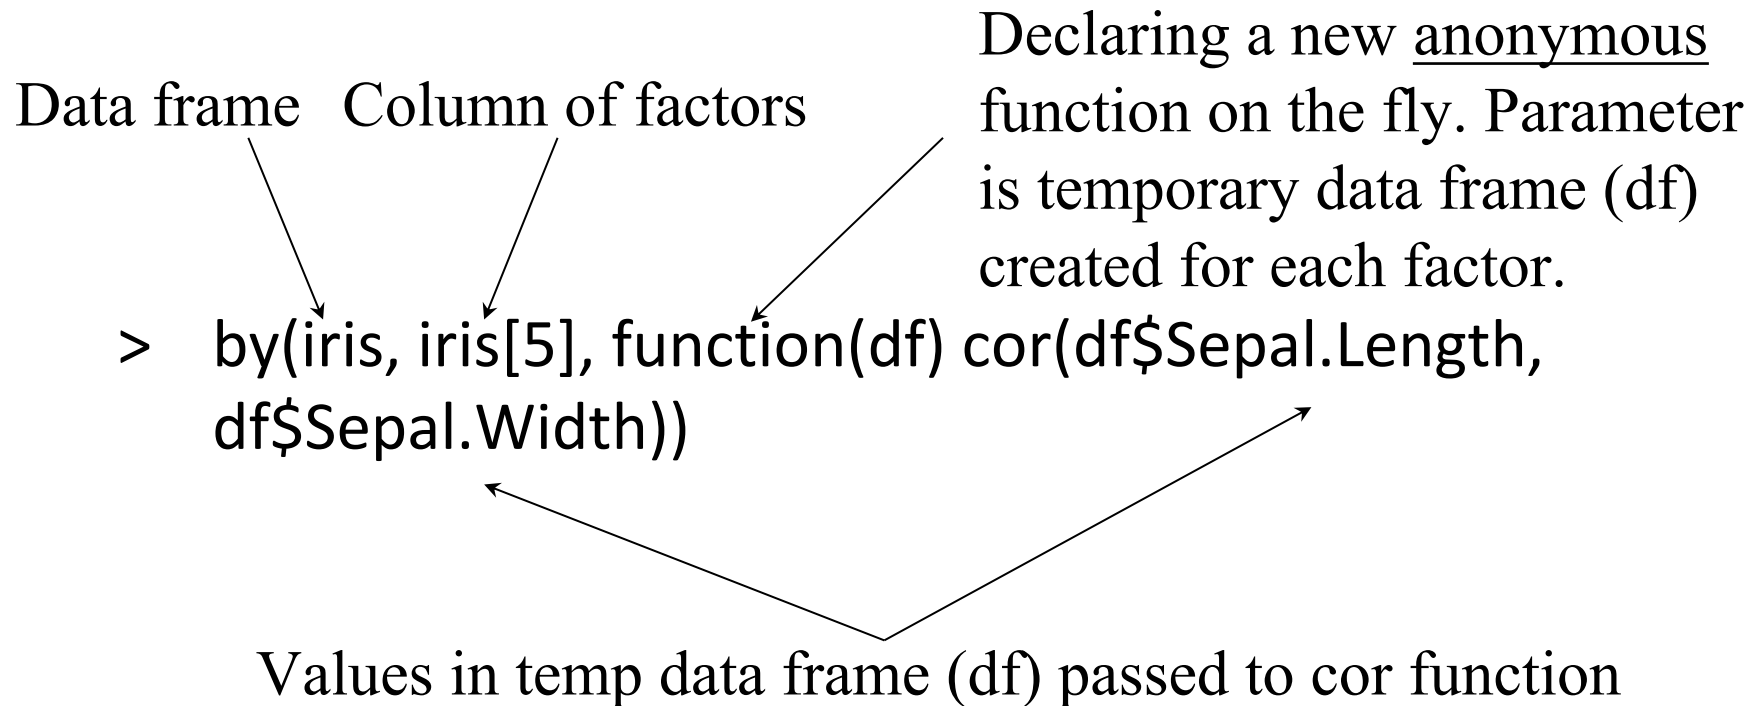 Data frame
Column of factors
Declaring a new anonymous
function on the fly. Parameter
is temporary data frame (df)
created for each factor.
> by(iris, iris[5], function(df) cor(df$Sepal.Length,
df$Sepal.Width))
Values in temp data frame (df) passed to cor function